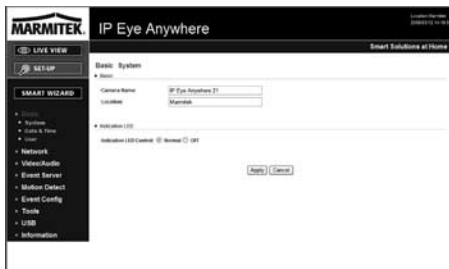 MARMITEK.
IP Eye Anywhere
Smart Solutions at Home
LIVE VIEW
SET-UP
SMART WIZARD
Basic
System
Date & Time
User
Network
Video/Audio
Event Server
Motion Detect
Event Config
Tools
USB
Information
Basic System
Basic
Camera Name: IP Eye Anywhere 21
Location: Marmitek
Indication LED
Indication LED Control: Normal Off
Apply Cancel